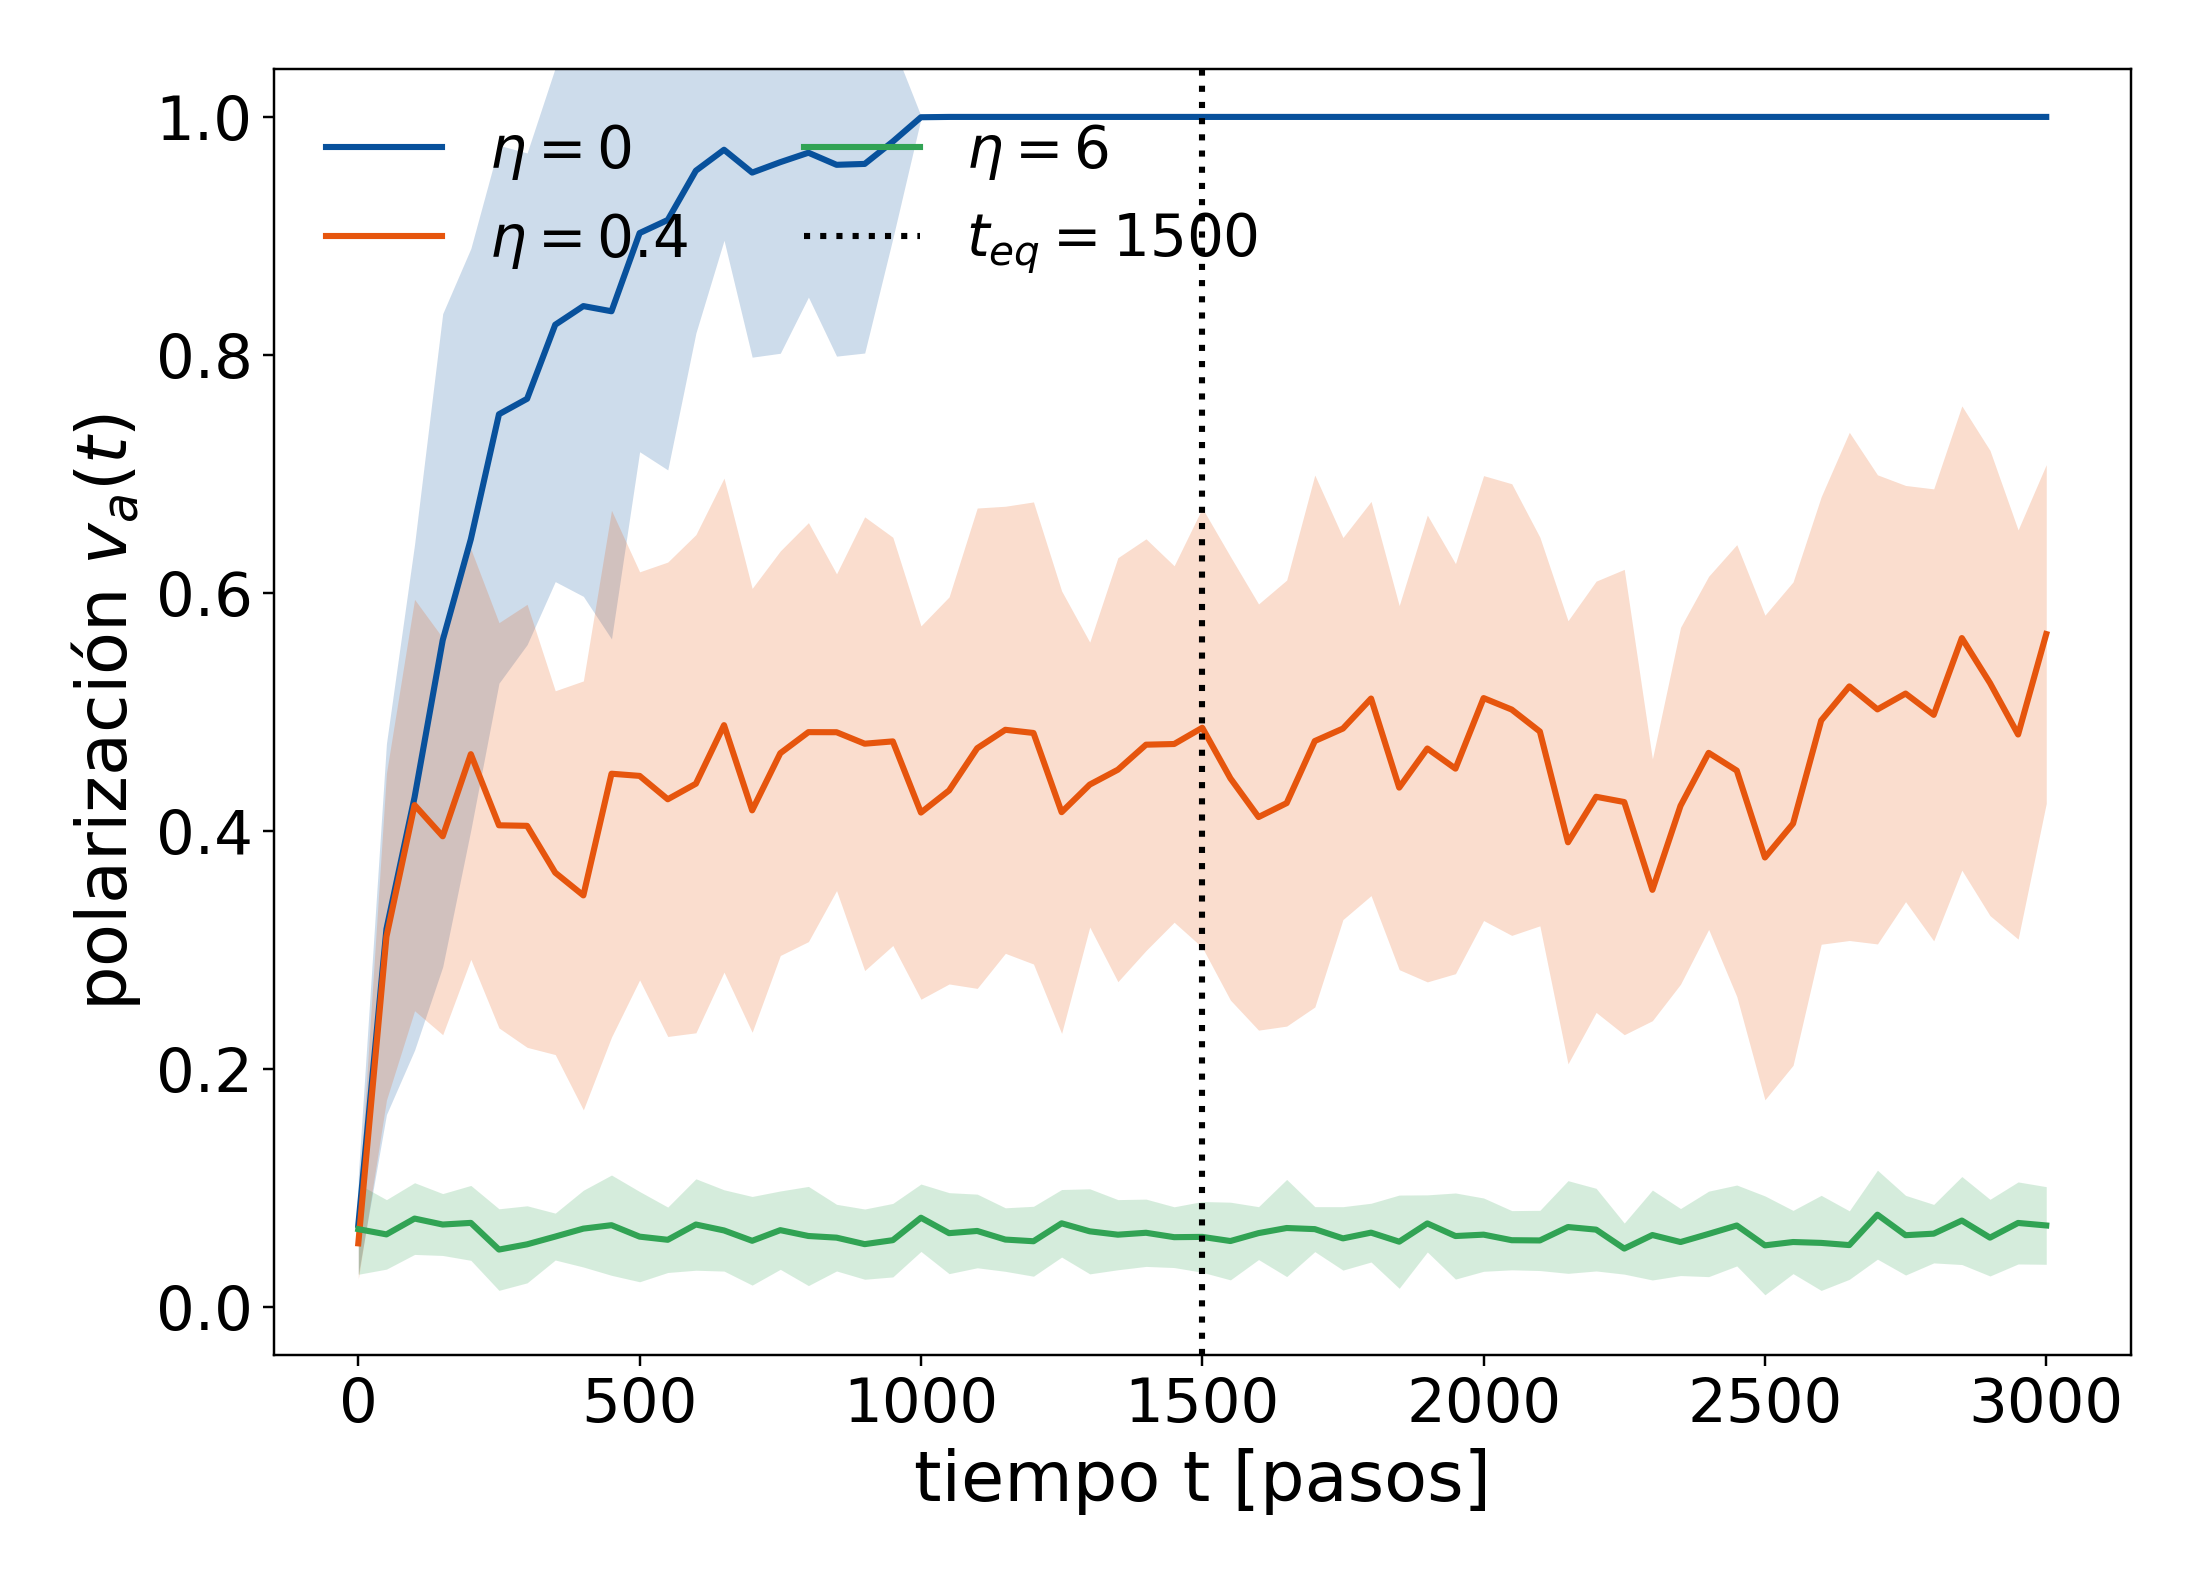 1.0
0.8
0.6
0.4
0.2
0.0
polarización v_a(t)
η = 0
η = 0.4
η = 6
t_eq = 1500
0 500 1000 1500 2000 2500 3000
tiempo t [pasos]